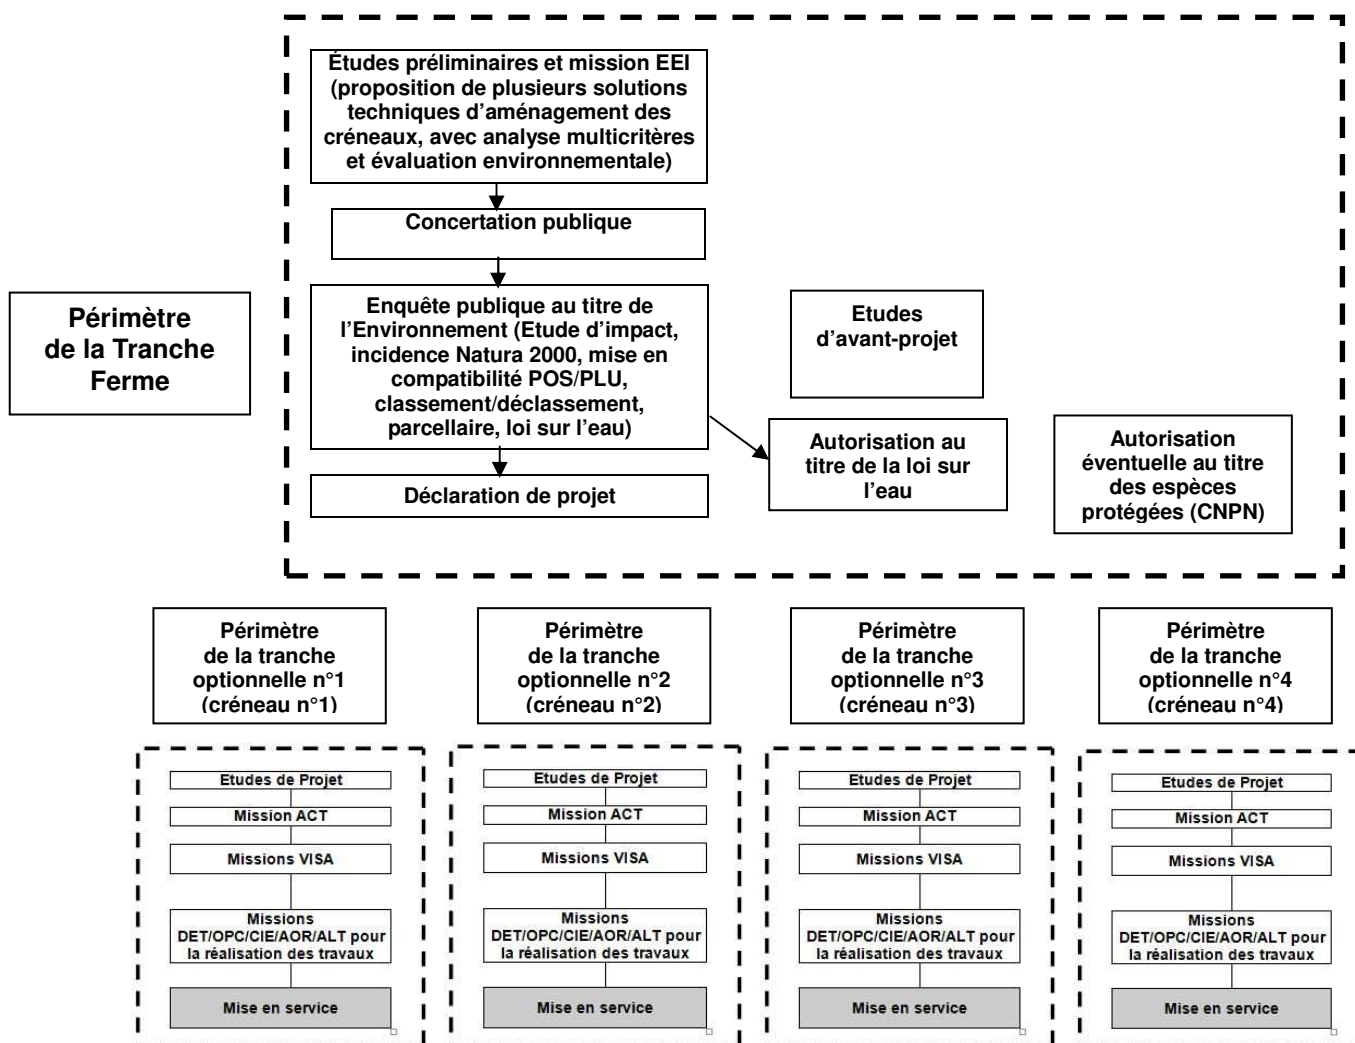 Études préliminaires et mission EEI
(proposition de plusieurs solutions
techniques d’aménagement des
créneaux, avec analyse multicritères
et évaluation environnementale)
Concertation publique
Périmètre
de la Tranche
Ferme
Enquête publique au titre de
l’Environnement (Etude d’impact,
incidence Natura 2000, mise en
compatibilité POS/PLU,
classement/déclassement,
parcellaire, loi sur l’eau)
Etudes
d’avant-projet
Autorisation au
titre de la loi sur
l’eau
Autorisation
éventuelle au titre
des espèces
protégées (CNPN)
Déclaration de projet
Périmètre
de la tranche
optionnelle n°1
(créneau n°1)
Périmètre
de la tranche
optionnelle n°2
(créneau n°2)
Périmètre
de la tranche
optionnelle n°3
(créneau n°3)
Périmètre
de la tranche
optionnelle n°4
(créneau n°4)
Etudes de Projet
Mission ACT
Missions VISA
Missions
DET/OPC/CIE/AOR/ALT pour
la réalisation des travaux
Mise en service
Etudes de Projet
Mission ACT
Missions VISA
Missions
DET/OPC/CIE/AOR/ALT pour
la réalisation des travaux
Mise en service
Etudes de Projet
Mission ACT
Missions VISA
Missions
DET/OPC/CIE/AOR/ALT pour
la réalisation des travaux
Mise en service
Etudes de Projet
Mission ACT
Missions VISA
Missions
DET/OPC/CIE/AOR/ALT pour
la réalisation des travaux
Mise en service